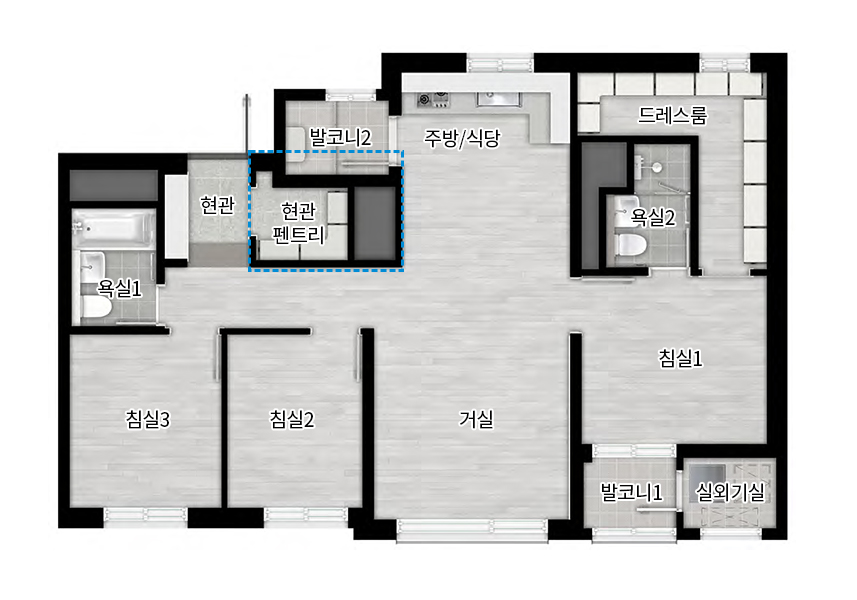 드레스룸
발코니2
주방/식당
현관
현관
펜트리
욕실2
욕실1
침실1
침실3
침실2
거실
발코니1
실외기실